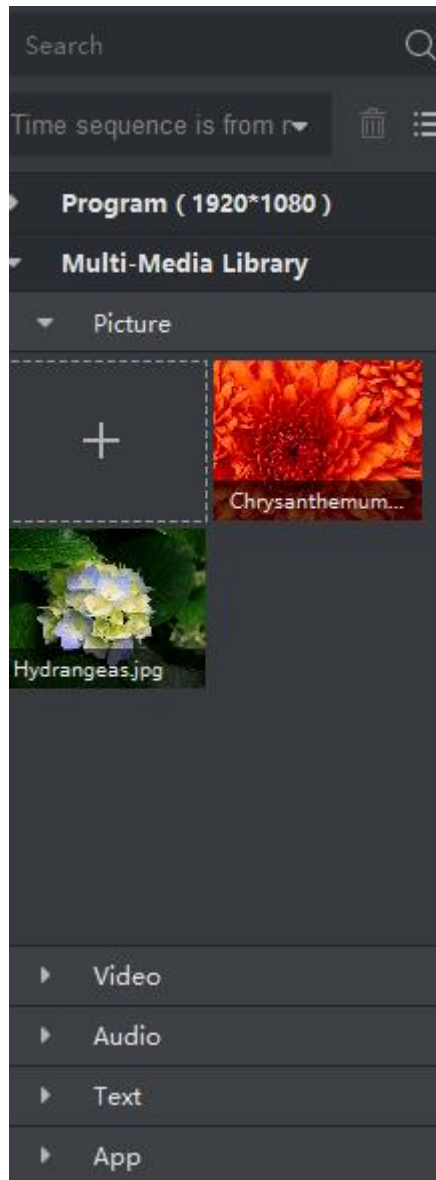 Search
Time sequence is from r
Program ( 1920*1080 )
Multi-Media Library
Picture
Chrysanthemum...
Hydrangeas.jpg
Video
Audio
Text
App